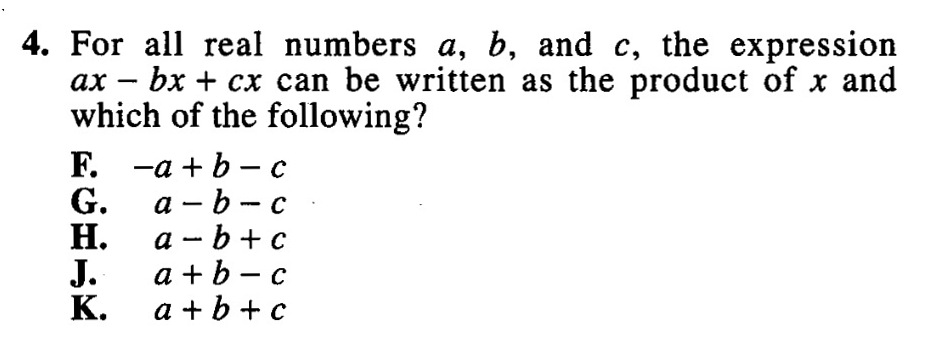 4. For all real numbers a, b, and c, the expression
ax − bx + cx can be written as the product of x and
which of the following?
F. −a + b − c
G. a − b − c
H. a − b + c
J. a + b − c
K. a + b + c